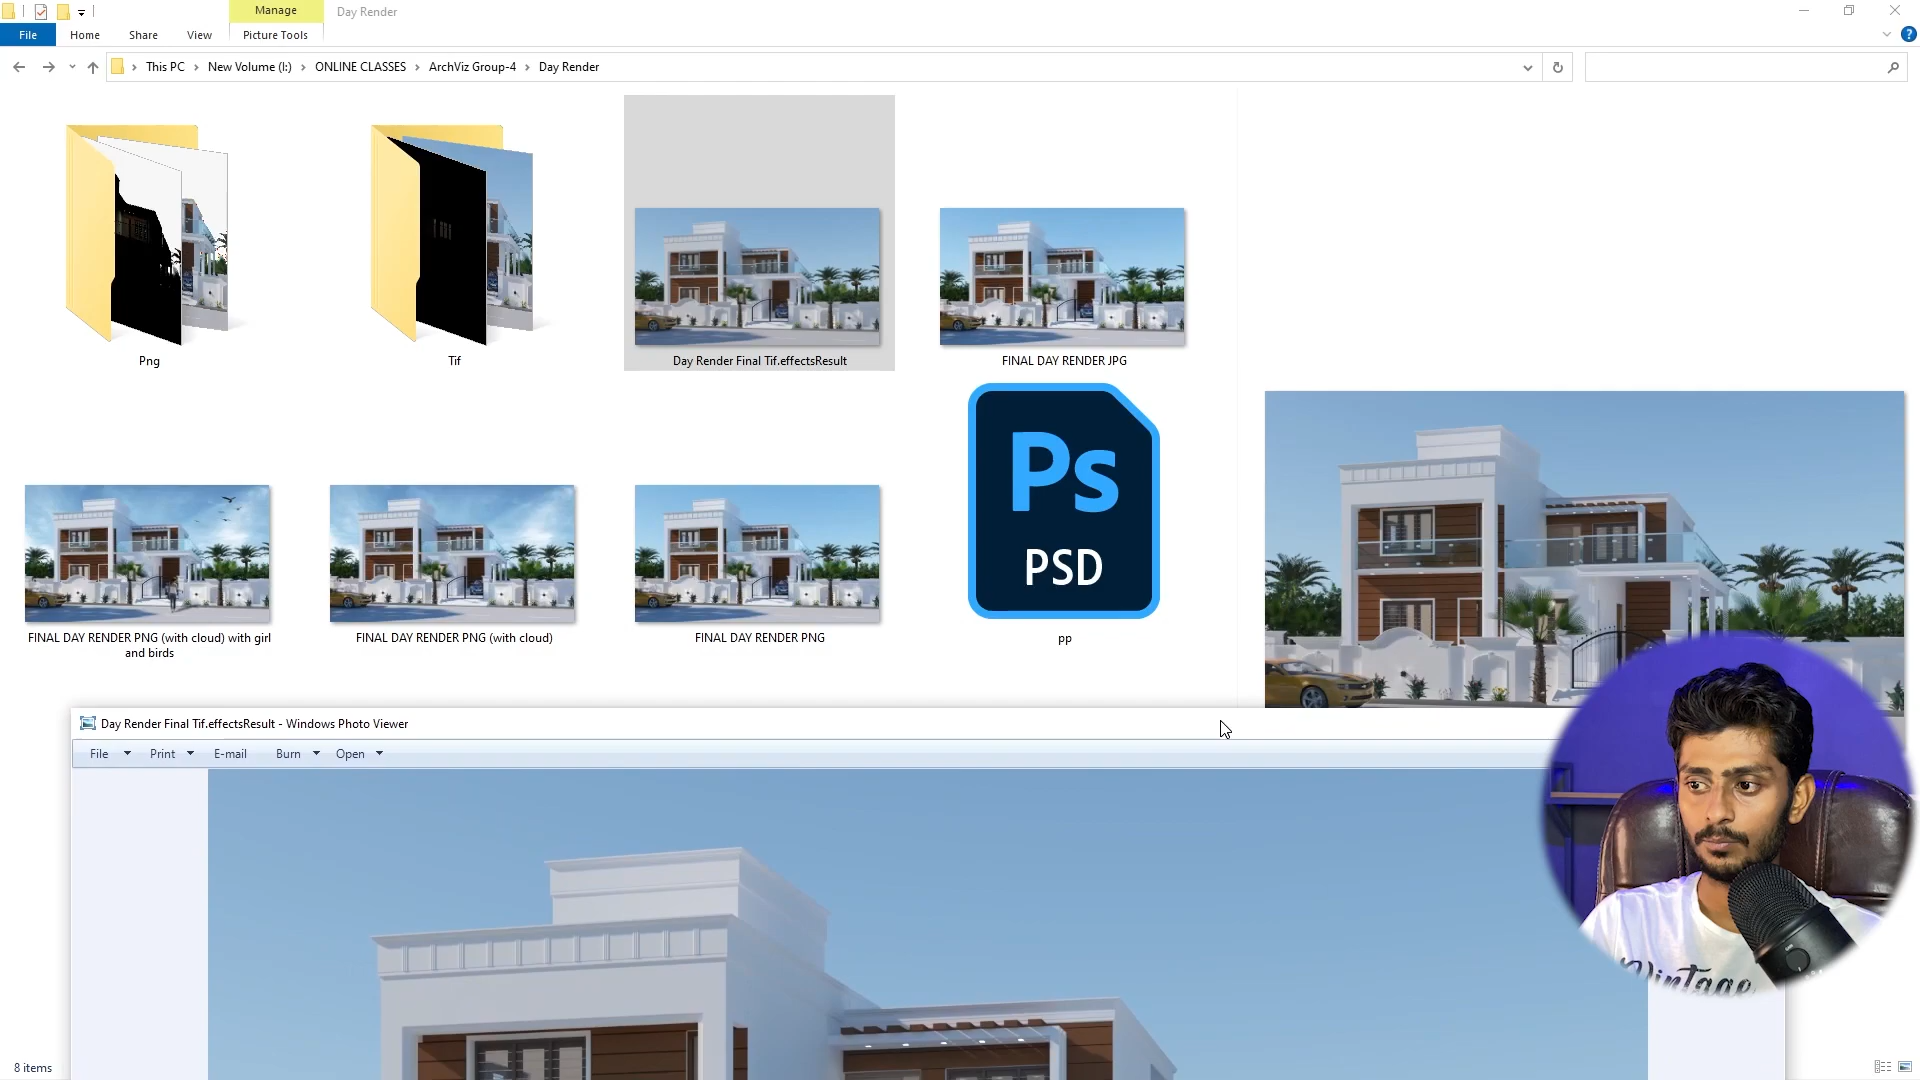 Manage
Day Render
File
Home
Share
View
Picture Tools
This PC
New Volume (I:)
ONLINE CLASSES
ArchViz Group-4
Day Render
Png
Tif
Day Render Final Tif.effectsResult
FINAL DAY RENDER JPG
Ps
PSD
FINAL DAY RENDER PNG (with cloud) with girl
and birds
FINAL DAY RENDER PNG (with cloud)
FINAL DAY RENDER PNG
pp
Day Render Final Tif.effectsResult - Windows Photo Viewer
File
Print
E-mail
Burn
Open
Vintage
8 items